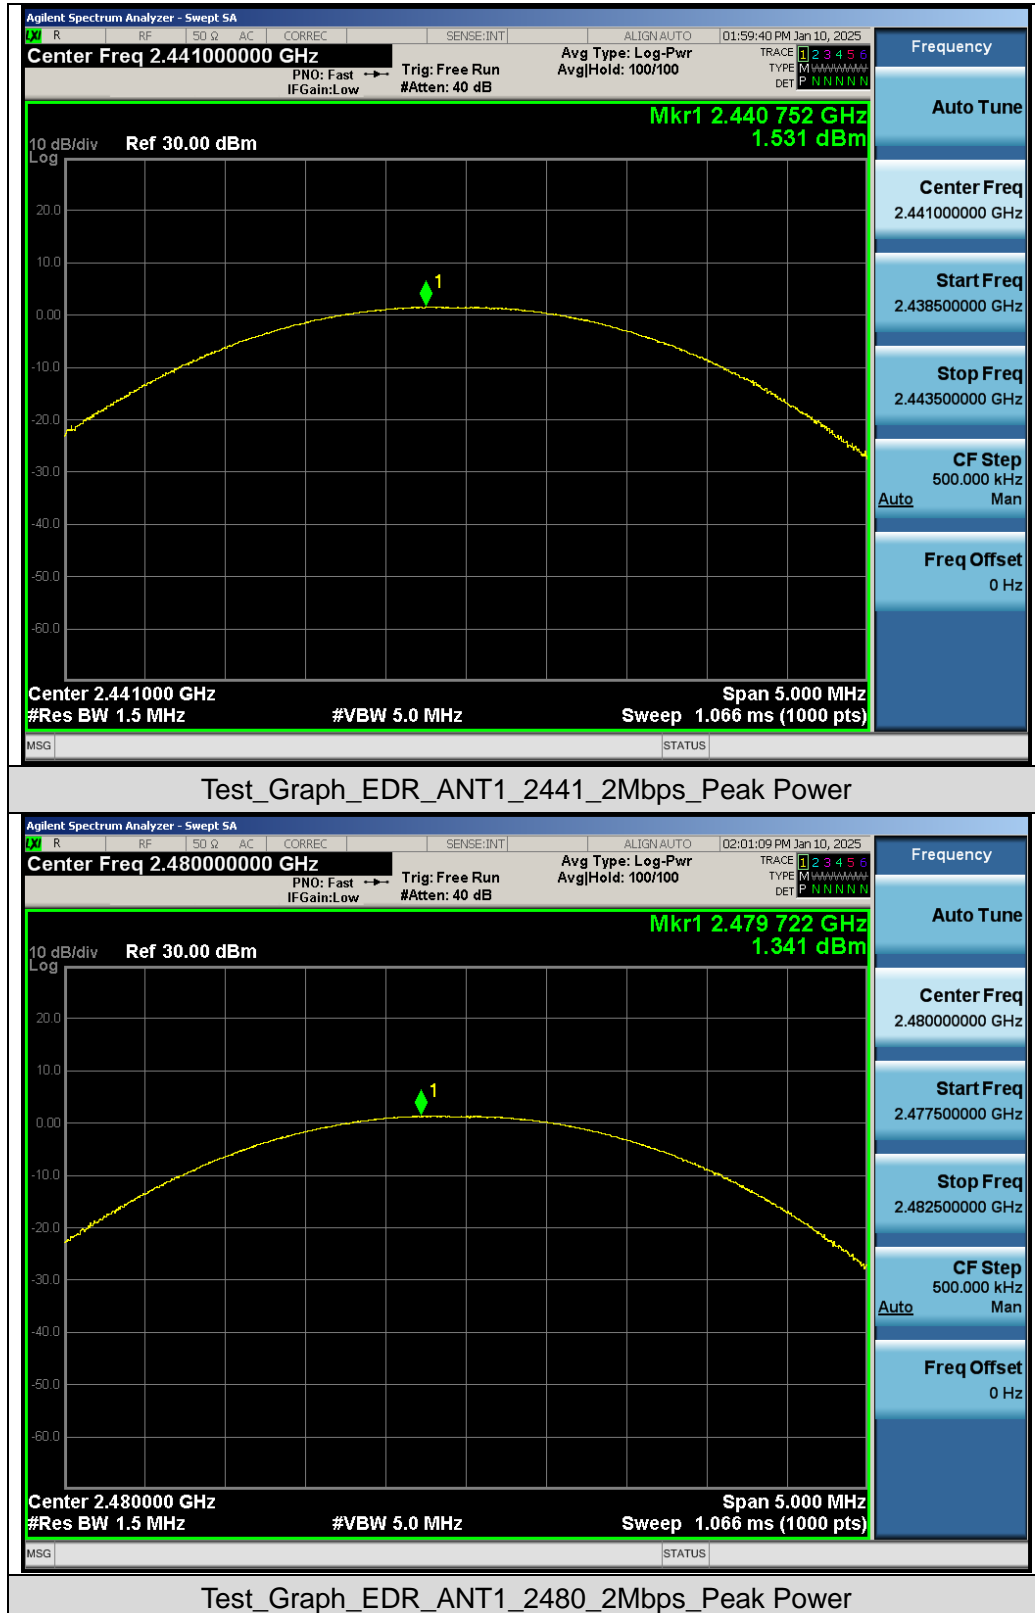 Agilent Spectrum Analyzer - Swept SA
LXI R RF 50 Ω AC CORREC SENSE:INT ALIGN AUTO 01:59:40 PM Jan 10, 2025
Center Freq 2.441000000 GHz
PNO: Fast
IFGain:Low
Trig: Free Run
#Atten: 40 dB
Avg Type: Log-Pwr
Avg|Hold: 100/100
TRACE 1 2 3 4 5 6
TYPE M WWWWW
DET P N N N N N
Mkr1 2.440 752 GHz
1.531 dBm
10 dB/div Ref 30.00 dBm
Log
20.0
10.0
0.00
-10.0
-20.0
-30.0
-40.0
-50.0
-60.0
1
Center 2.441000 GHz Span 5.000 MHz
#Res BW 1.5 MHz #VBW 5.0 MHz Sweep 1.066 ms (1000 pts)
MSG STATUS
Frequency
Auto Tune
Center Freq
2.441000000 GHz
Start Freq
2.438500000 GHz
Stop Freq
2.443500000 GHz
CF Step
500.000 kHz
Auto Man
Freq Offset
0 Hz
Test_Graph_EDR_ANT1_2441_2Mbps_Peak Power
Agilent Spectrum Analyzer - Swept SA
LXI R RF 50 Ω AC CORREC SENSE:INT ALIGN AUTO 02:01:09 PM Jan 10, 2025
Center Freq 2.480000000 GHz
PNO: Fast
IFGain:Low
Trig: Free Run
#Atten: 40 dB
Avg Type: Log-Pwr
Avg|Hold: 100/100
TRACE 1 2 3 4 5 6
TYPE M WWWWW
DET P N N N N N
Mkr1 2.479 722 GHz
1.341 dBm
10 dB/div Ref 30.00 dBm
Log
20.0
10.0
0.00
-10.0
-20.0
-30.0
-40.0
-50.0
-60.0
1
Center 2.480000 GHz Span 5.000 MHz
#Res BW 1.5 MHz #VBW 5.0 MHz Sweep 1.066 ms (1000 pts)
MSG STATUS
Frequency
Auto Tune
Center Freq
2.480000000 GHz
Start Freq
2.477500000 GHz
Stop Freq
2.482500000 GHz
CF Step
500.000 kHz
Auto Man
Freq Offset
0 Hz
Test_Graph_EDR_ANT1_2480_2Mbps_Peak Power